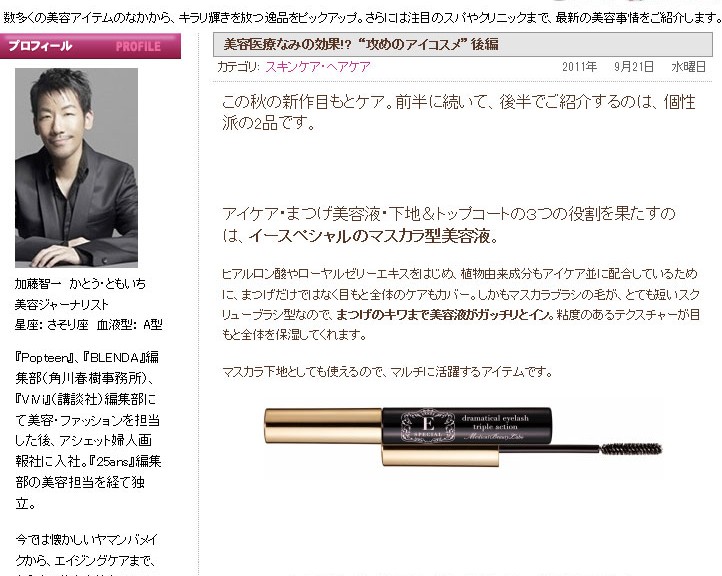 数多くの美容アイテムのなかから、キラリ輝きを放つ逸品をピックアップ。さらには注目のスパやクリニックまで、最新の美容事情をご紹介します。
プロフィール PROFILE
加藤智一 かとう・ともいち
美容ジャーナリスト
星座: さそり座 血液型: A型
『Popteen』、『BLENDA』編
集部(角川春樹事務所)、
『ViVi』(講談社)編集部に
て美容・ファッションを担当
した後、アシェット婦人画
報社に入社。『25ans』編集
部の美容担当を経て独
立。
今では懐かしいヤマンバメイ
クから、エイジングケアまで、
美容医療なみの効果!? “攻めのアイコスメ” 後編
カテゴリ: スキンケア・ヘアケア 2011年 9月21日 水曜日
この秋の新作目もとケア。前半に続いて、後半でご紹介するのは、個性
派の2品です。
アイケア・まつげ美容液・下地&トップコートの3つの役割を果たすの
は、イースペシャルのマスカラ型美容液。
ヒアルロン酸やローヤルゼリーエキスをはじめ、植物由来成分もアイケア並に配合しているため
に、まつげだけではなく目もと全体のケアもカバー。しかもマスカラブラシの毛が、とても短いスク
リューブラシ型なので、まつげのキワまで美容液がガッチリとイン。粘度のあるテクスチャーが目
もと全体を保湿してくれます。
マスカラ下地としても使えるので、マルチに活躍するアイテムです。
E
SPECIAL
dramatical eyelash
triple action
Medical Beauty Labo